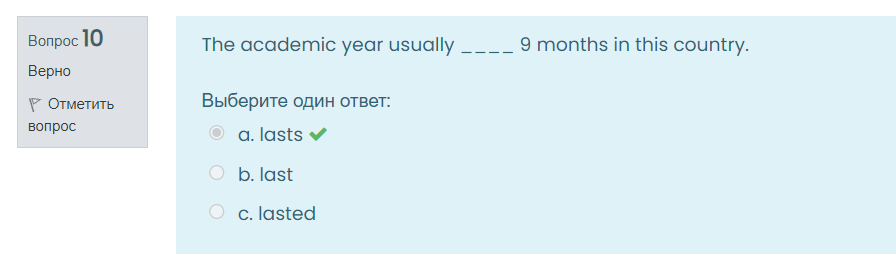 Вопрос 10
Верно
Отметить
вопрос
The academic year usually ____ 9 months in this country.
Выберите один ответ:
a. lasts
b. last
c. lasted